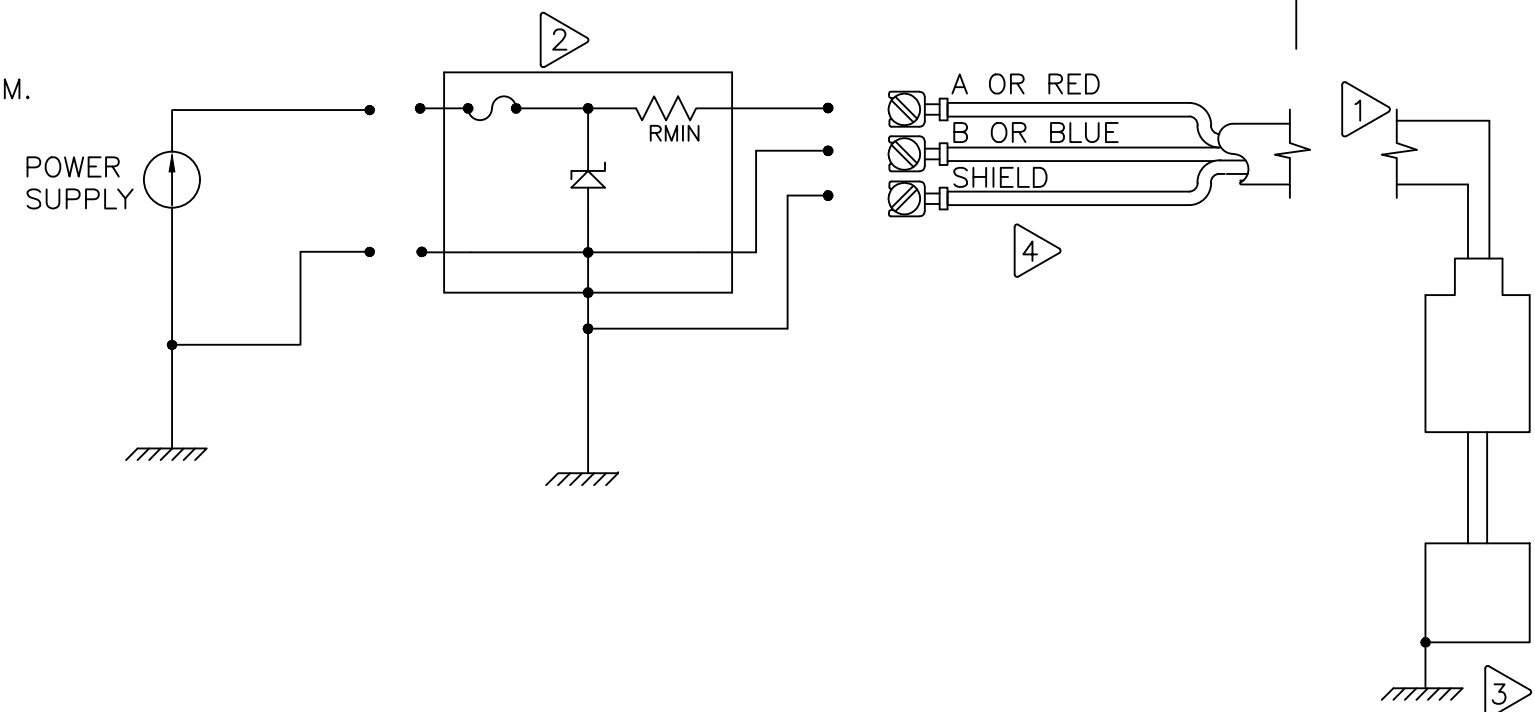 2
M.
A OR RED
1
RMIN
B OR BLUE
POWER
SUPPLY
SHIELD
4
3